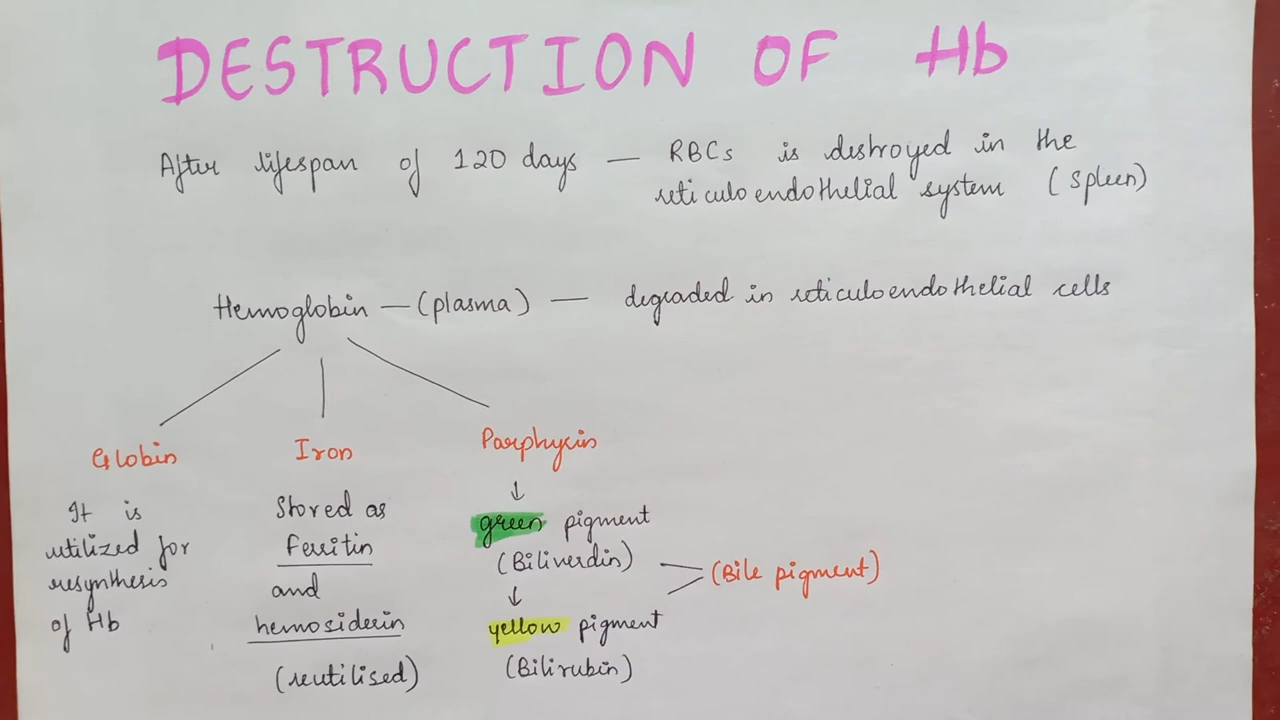 DESTRUCTION OF Hb
After lifespan of 120 days — RBCs is destroyed in the
reticuloendothelial system (Spleen)
Hemoglobin — (plasma) — degraded in reticuloendothelial cells
Globin
It is
utilized for
resynthesis
of Hb
Iron
Stored as
Ferritin
and
hemosiderin
(reutilised)
Porphyrin
↓
green pigment
(Biliverdin)
↓
yellow pigment
(Bilirubin)
(Bile pigment)